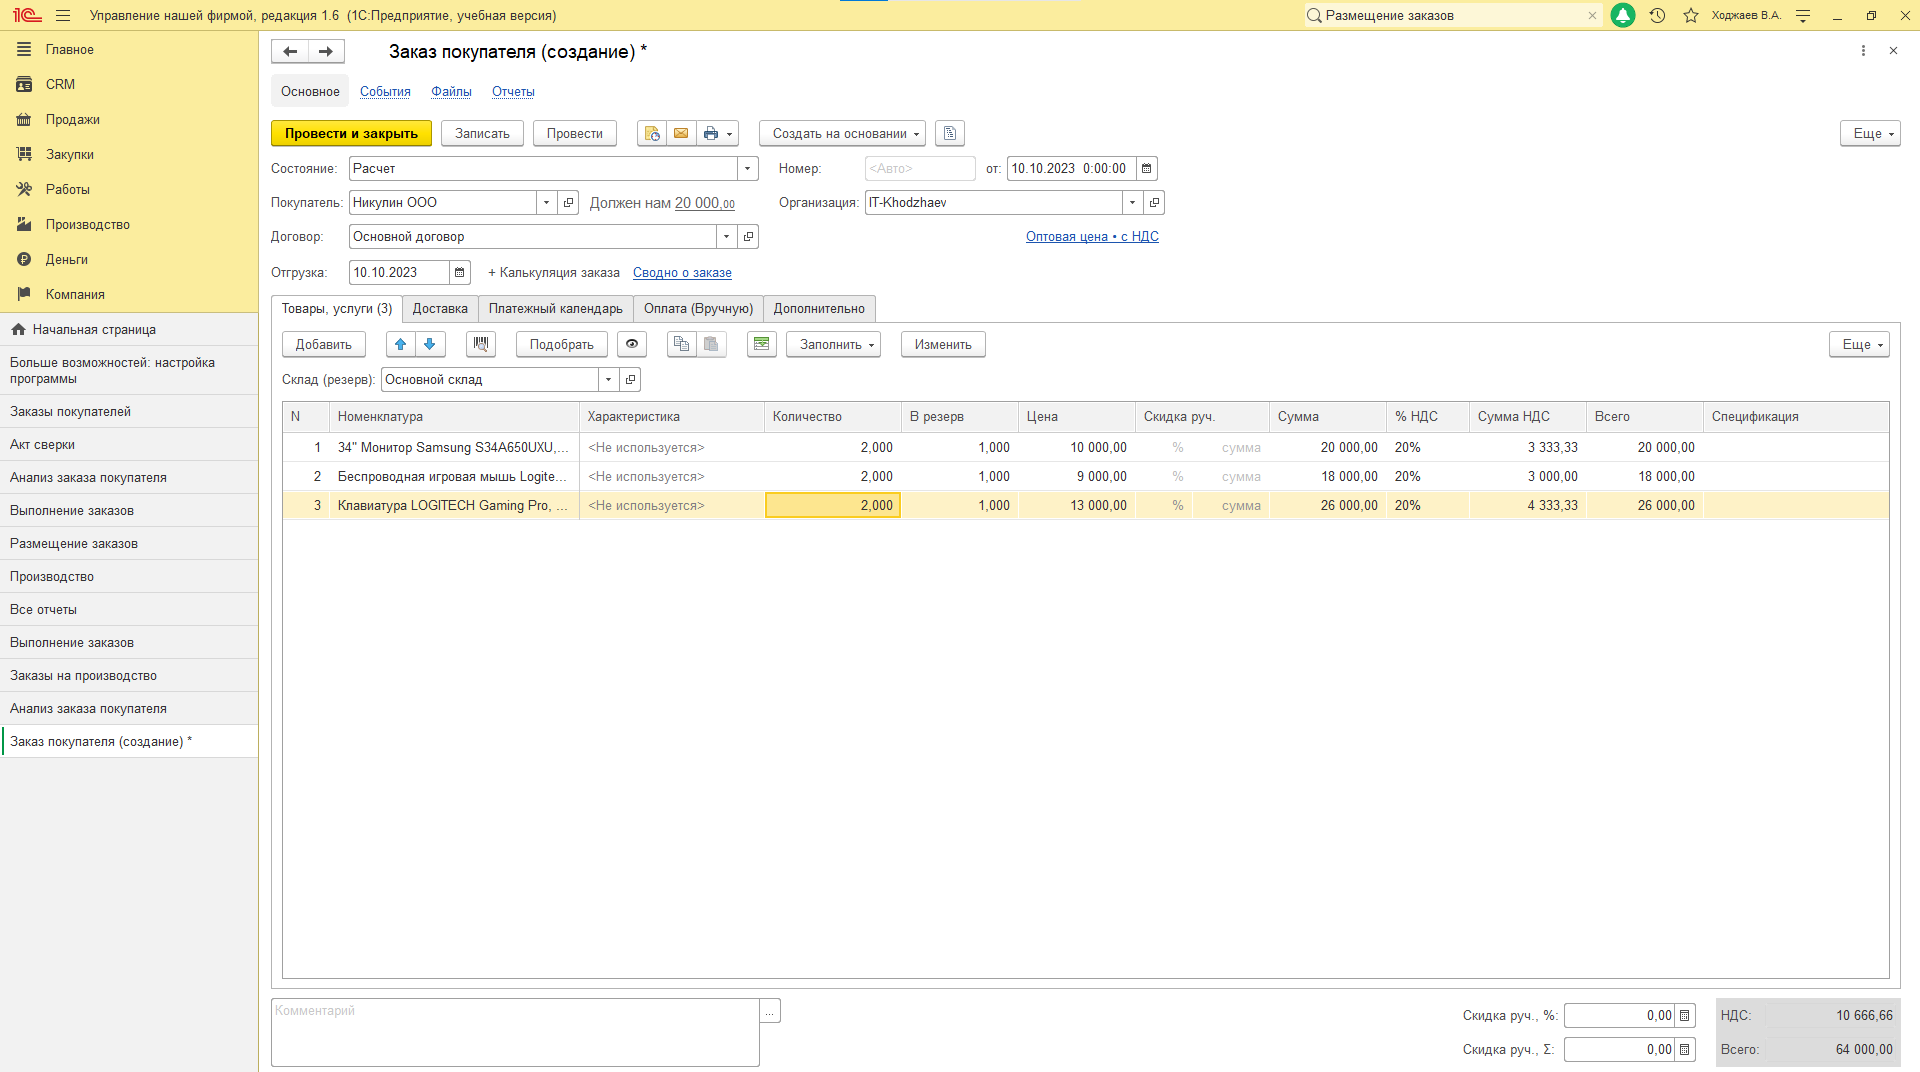 1С Управление нашей фирмой, редакция 1.6 (1С:Предприятие, учебная версия) Размещение заказов Ходжаев В.А.
Главное
CRM
Продажи
Закупки
Работы
Производство
Деньги
Компания
Начальная страница
Больше возможностей: настройка
программы
Заказы покупателей
Акт сверки
Анализ заказа покупателя
Выполнение заказов
Размещение заказов
Производство
Все отчеты
Выполнение заказов
Заказы на производство
Анализ заказа покупателя
Заказ покупателя (создание) *
Заказ покупателя (создание) *
Основное События Файлы Отчеты
Провести и закрыть Записать Провести Создать на основании Еще
Состояние: Расчет Номер: <Авто> от: 10.10.2023 0:00:00
Покупатель: Никулин ООО Должен нам 20 000,00 Организация: IT-Khodzhaev
Договор: Основной договор Оптовая цена • с НДС
Отгрузка: 10.10.2023 + Калькуляция заказа Сводно о заказе
Товары, услуги (3) Доставка Платежный календарь Оплата (Вручную) Дополнительно
Добавить Подобрать Заполнить Изменить Еще
Склад (резерв): Основной склад
N Номенклатура Характеристика Количество В резерв Цена Скидка руч. Сумма % НДС Сумма НДС Всего Спецификация
1 34" Монитор Samsung S34A650UXU,... <Не используется> 2,000 1,000 10 000,00 % сумма 20 000,00 20% 3 333,33 20 000,00
2 Беспроводная игровая мышь Logite... <Не используется> 2,000 1,000 9 000,00 % сумма 18 000,00 20% 3 000,00 18 000,00
3 Клавиатура LOGITECH Gaming Pro, ... <Не используется> 2,000 1,000 13 000,00 % сумма 26 000,00 20% 4 333,33 26 000,00
Комментарий ...
Скидка руч., %: 0,00 НДС: 10 666,66
Скидка руч., Σ: 0,00 Всего: 64 000,00